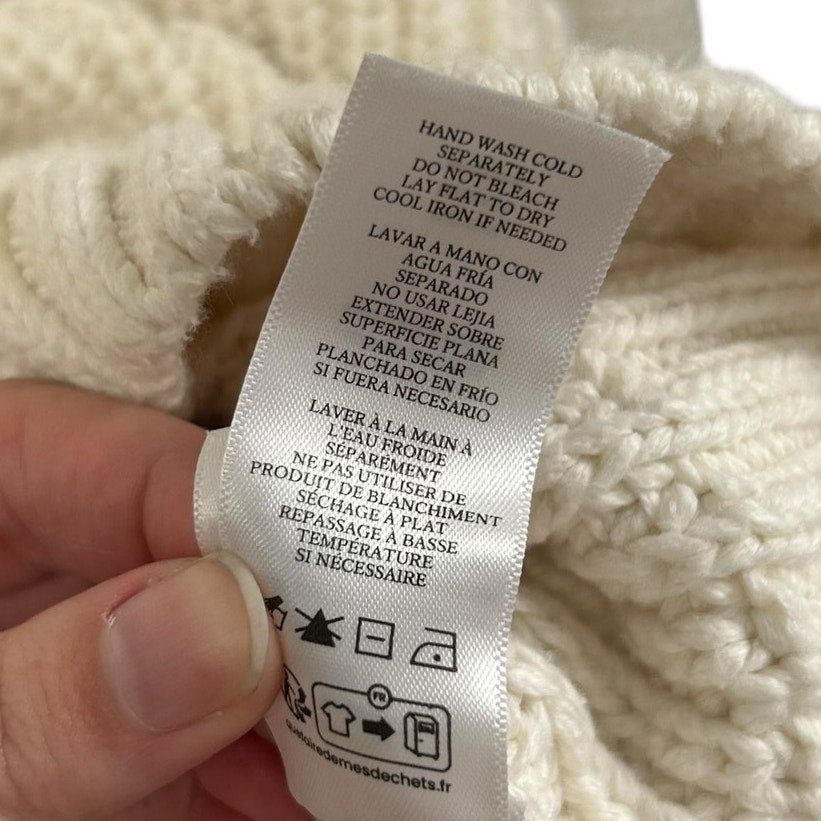 HAND WASH COLD
SEPARATELY
DO NOT BLEACH
LAY FLAT TO DRY
COOL IRON IF NEEDED
LAVAR A MANO CON
AGUA FRÍA
SEPARADO
NO USAR LEJIA
EXTENDER SOBRE
SUPERFICIE PLANA
PARA SECAR
PLANCHADO EN FRÍO
SI FUERA NECESARIO
LAVER À LA MAIN À
L'EAU FROIDE
SÉPARÉMENT
NE PAS UTILISER DE
PRODUIT DE BLANCHIMENT
SÉCHAGE À PLAT
REPASSAGE À BASSE
TEMPÉRATURE
SI NÉCESSAIRE
FR
quefairedemesdechets.fr